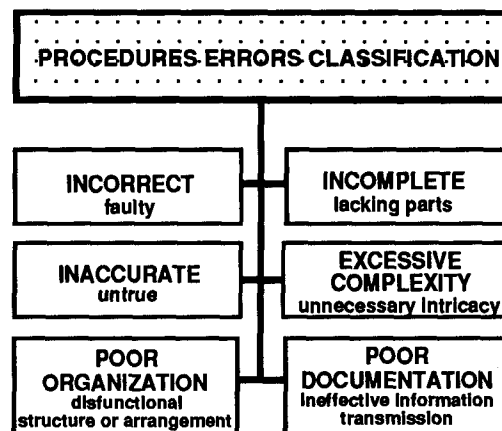 PROCEDURES ERRORS CLASSIFICATION
INCORRECT
faulty
INCOMPLETE
lacking parts
INACCURATE
untrue
EXCESSIVE
COMPLEXITY
unnecessary intricacy
POOR
ORGANIZATION
disfunctional
structure or arrangement
POOR
DOCUMENTATION
ineffective information
transmission